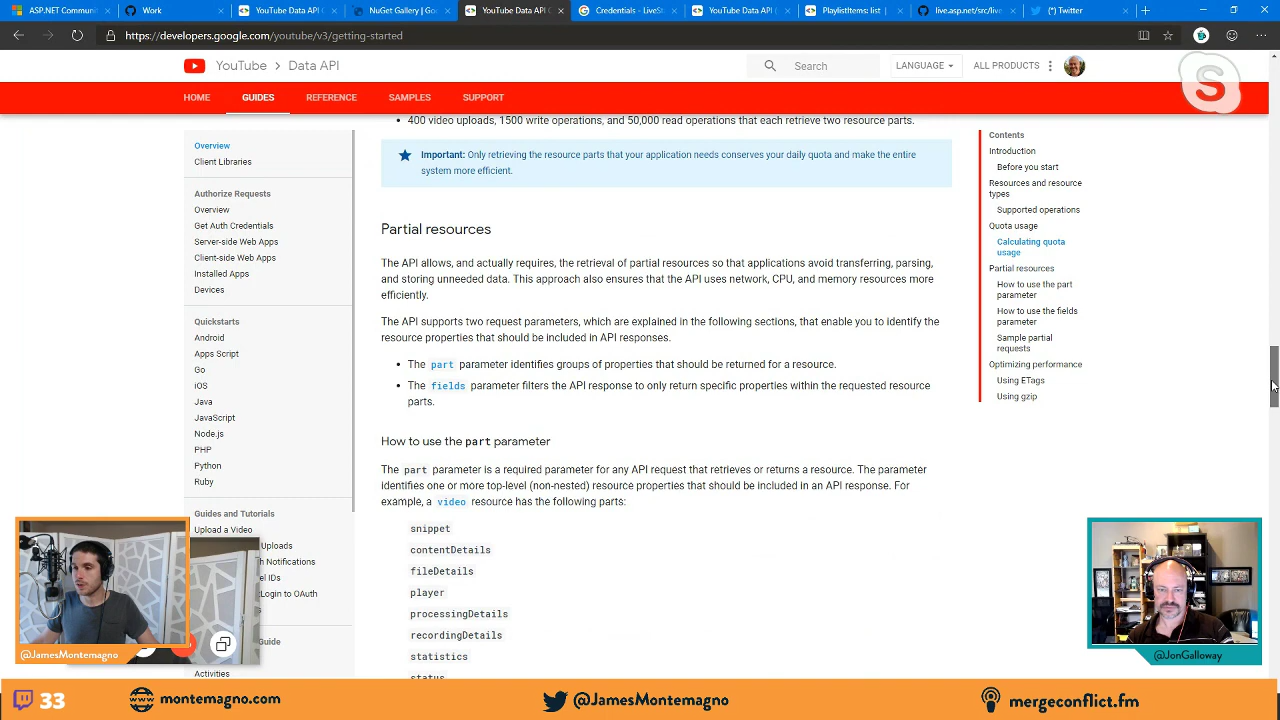 ASP.NET Commun
Work
YouTube Data API (
NuGet Gallery | Goo
YouTube Data API O
Credentials - LiveSt
YouTube Data API
PlaylistItems: list |
live.asp.net/src/live
(*) Twitter
https://developers.google.com/youtube/v3/getting-started
YouTube > Data API
Search
LANGUAGE
ALL PRODUCTS
HOME
GUIDES
REFERENCE
SAMPLES
SUPPORT
Overview
Client Libraries
Authorize Requests
Overview
Get Auth Credentials
Server-side Web Apps
Client-side Web Apps
Installed Apps
Devices
Quickstarts
Android
Apps Script
Go
iOS
Java
JavaScript
Node.js
PHP
Python
Ruby
Guides and Tutorials
Upload a Video
Uploads
h Notifications
el IDs
Login to OAuth
Guide
Activities
• 400 video uploads, 1500 write operations, and 50,000 read operations that each retrieve two resource parts.
Important: Only retrieving the resource parts that your application needs conserves your daily quota and make the entire
system more efficient.
Partial resources
The API allows, and actually requires, the retrieval of partial resources so that applications avoid transferring, parsing,
and storing unneeded data. This approach also ensures that the API uses network, CPU, and memory resources more
efficiently.
The API supports two request parameters, which are explained in the following sections, that enable you to identify the
resource properties that should be included in API responses.
• The part parameter identifies groups of properties that should be returned for a resource.
• The fields parameter filters the API response to only return specific properties within the requested resource
parts.
How to use the part parameter
The part parameter is a required parameter for any API request that retrieves or returns a resource. The parameter
identifies one or more top-level (non-nested) resource properties that should be included in an API response. For
example, a video resource has the following parts:
snippet
contentDetails
fileDetails
player
processingDetails
recordingDetails
statistics
status
Contents
Introduction
Before you start
Resources and resource
types
Supported operations
Quota usage
Calculating quota
usage
Partial resources
How to use the part
parameter
How to use the fields
parameter
Sample partial
requests
Optimizing performance
Using ETags
Using gzip
@JamesMontemagno
@JonGalloway
33
montemagno.com
@JamesMontemagno
mergeconflict.fm